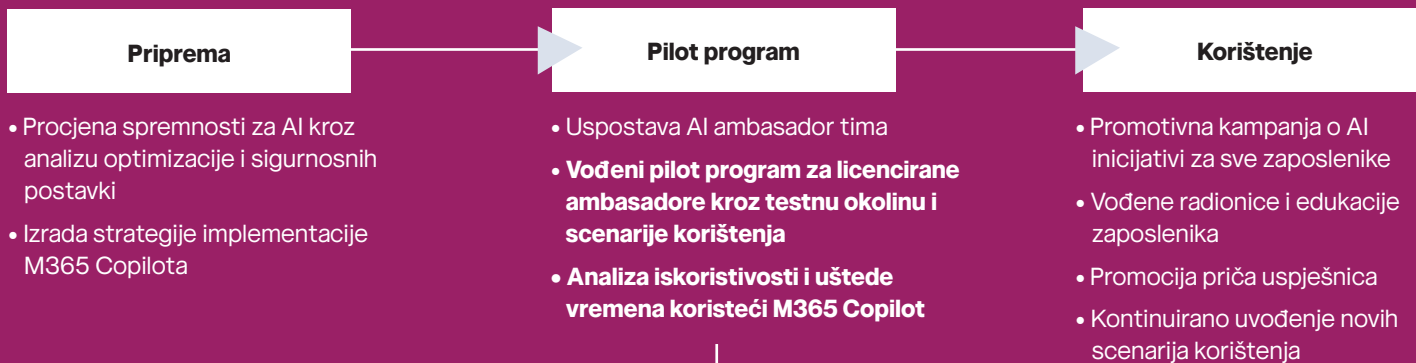 Priprema
• Procjena spremnosti za AI kroz
analizu optimizacije i sigurnosnih
postavki
• Izrada strategije implementacije
M365 Copilota
Pilot program
• Uspostava AI ambasador tima
• Vođeni pilot program za licencirane
ambasadore kroz testnu okolinu i
scenarije korištenja
• Analiza iskoristivosti i uštede
vremena koristeći M365 Copilot
Korištenje
• Promotivna kampanja o AI
inicijativi za sve zaposlenike
• Vođene radionice i edukacije
zaposlenika
• Promocija priča uspješnica
• Kontinuirano uvođenje novih
scenarija korištenja